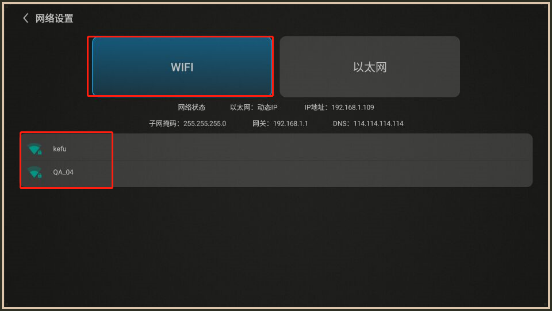 网络设置
WIFI 以太网
网络状态 以太网：动态IP IP地址：192.168.1.109
子网掩码：255.255.255.0 网关：192.168.1.1 DNS：114.114.114.114
kefu
QA_04